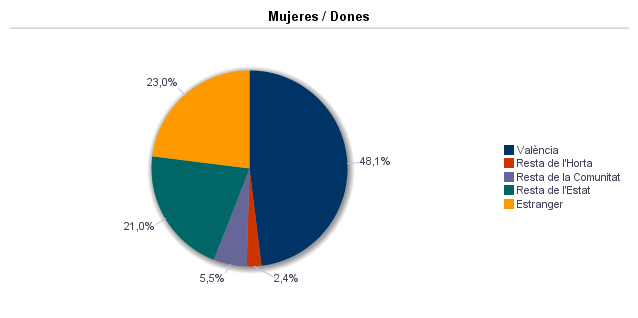 Mujeres / Dones
23,0%
48,1%
21,0%
5,5%
2,4%
València
Resta de l'Horta
Resta de la Comunitat
Resta de l'Estat
Estranger